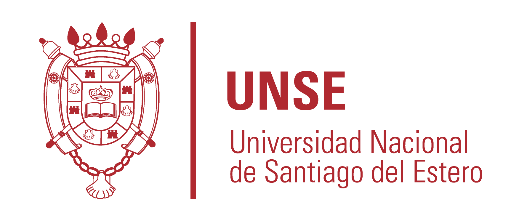 UNSE
Universidad Nacional
de Santiago del Estero